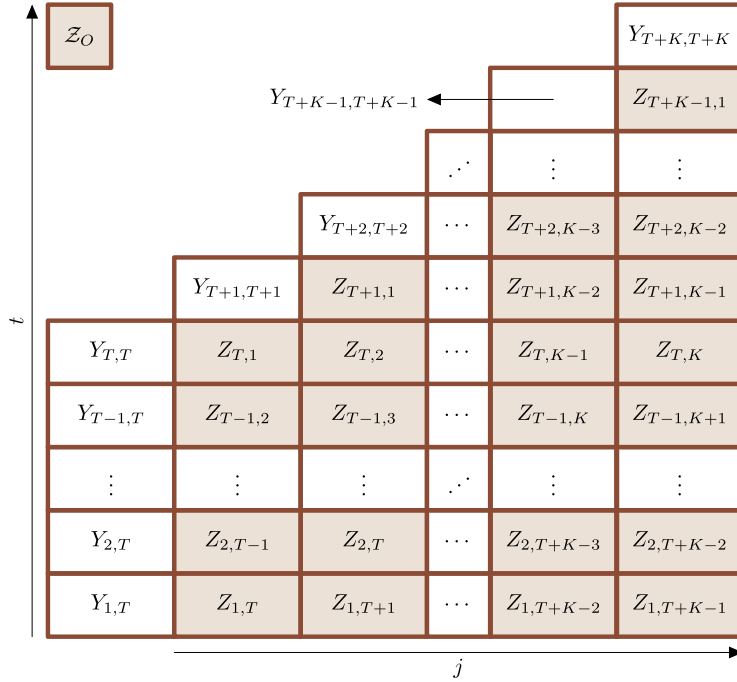 𝒵_O Y_{T+K,T+K}
Y_{T+K−1,T+K−1} Z_{T+K−1,1}
⋰ ⋮ ⋮
Y_{T+2,T+2} ⋯ Z_{T+2,K−3} Z_{T+2,K−2}
Y_{T+1,T+1} Z_{T+1,1} ⋯ Z_{T+1,K−2} Z_{T+1,K−1}
t
Y_{T,T} Z_{T,1} Z_{T,2} ⋯ Z_{T,K−1} Z_{T,K}
Y_{T−1,T} Z_{T−1,2} Z_{T−1,3} ⋯ Z_{T−1,K} Z_{T−1,K+1}
⋮ ⋮ ⋮ ⋰ ⋮ ⋮
Y_{2,T} Z_{2,T−1} Z_{2,T} ⋯ Z_{2,T+K−3} Z_{2,T+K−2}
Y_{1,T} Z_{1,T} Z_{1,T+1} ⋯ Z_{1,T+K−2} Z_{1,T+K−1}
j